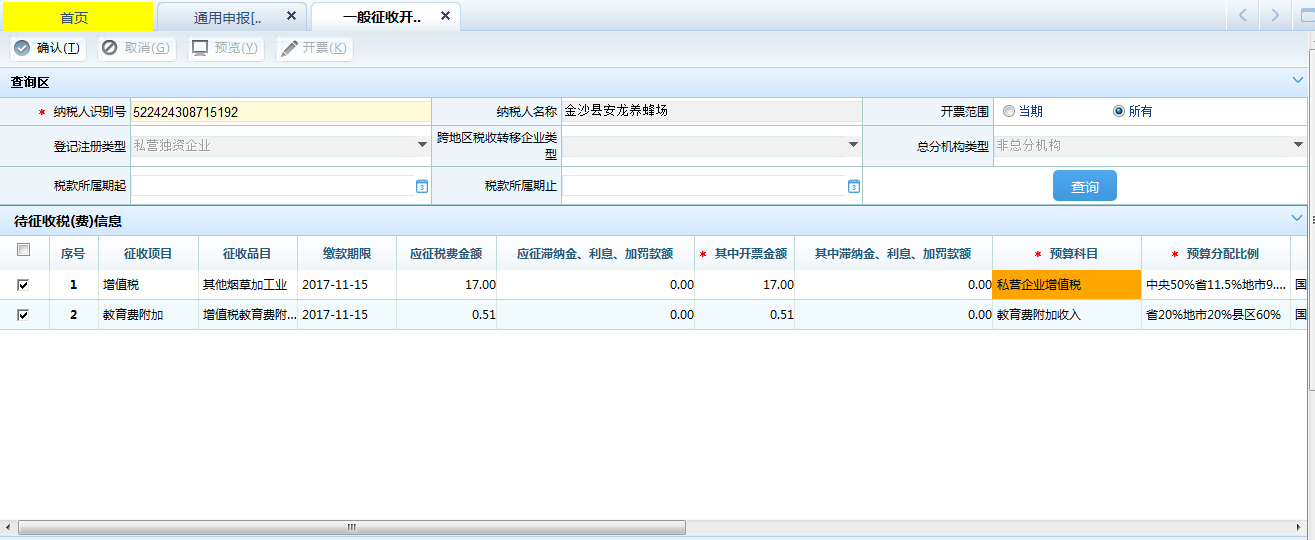 首页 通用申报[.. 一般征收开..
确认(T) 取消(G) 预览(Y) 开票(K)
查询区
* 纳税人识别号 522424308715192 纳税人名称 金沙县安龙养蜂场 开票范围 当期 所有
登记注册类型 私营独资企业 跨地区税收转移企业类
型 总分机构类型 非总分机构
税款所属期起 税款所属期止 查询
待征收税(费)信息
序号 征收项目 征收品目 缴款期限 应征税费金额 应征滞纳金、利息、加罚款额 * 其中开票金额 其中滞纳金、利息、加罚款额 * 预算科目 * 预算分配比例
1 增值税 其他烟草加工业 2017-11-15 17.00 0.00 17.00 0.00 私营企业增值税 中央50%省11.5%地市9.... 国
2 教育费附加 增值税教育费附... 2017-11-15 0.51 0.00 0.51 0.00 教育费附加收入 省20%地市20%县区60% 国